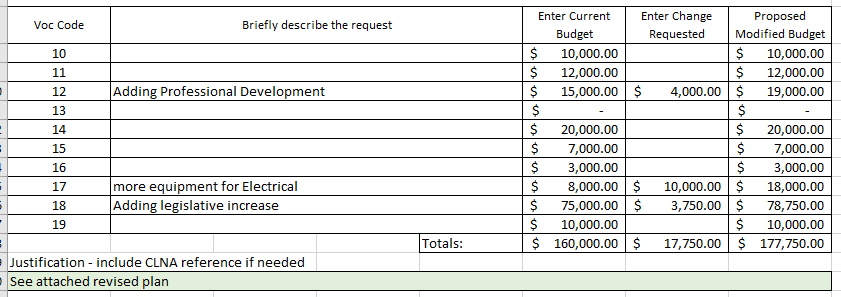 Voc Code Briefly describe the request Enter Current Budget Enter Change Requested Proposed Modified Budget
10 $ 10,000.00 $ 10,000.00
11 $ 12,000.00 $ 12,000.00
12 Adding Professional Development $ 15,000.00 $ 4,000.00 $ 19,000.00
13 $ - $ -
14 $ 20,000.00 $ 20,000.00
15 $ 7,000.00 $ 7,000.00
16 $ 3,000.00 $ 3,000.00
17 more equipment for Electrical $ 8,000.00 $ 10,000.00 $ 18,000.00
18 Adding legislative increase $ 75,000.00 $ 3,750.00 $ 78,750.00
19 $ 10,000.00 $ 10,000.00
Totals: $ 160,000.00 $ 17,750.00 $ 177,750.00
Justification - include CLNA reference if needed
See attached revised plan